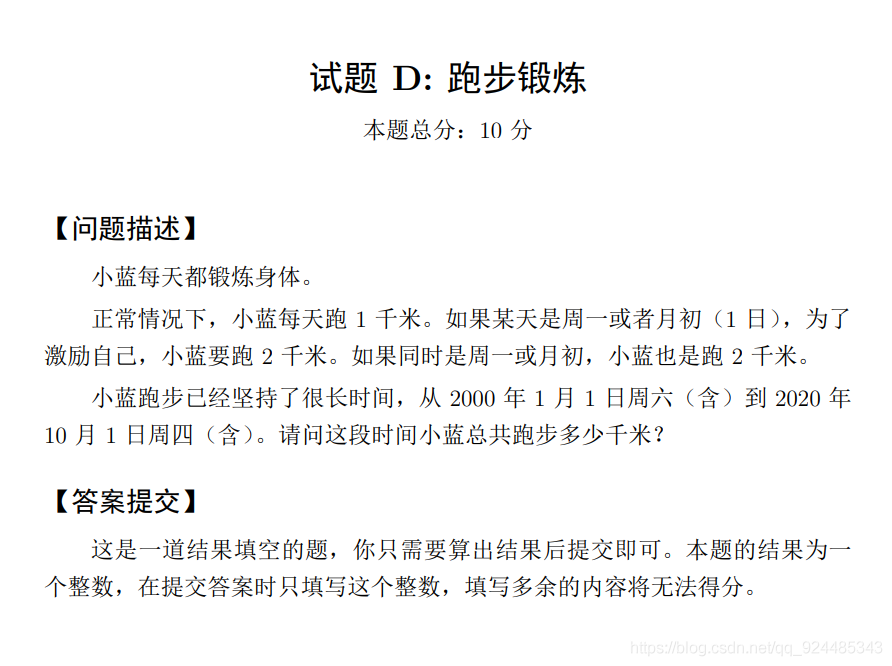 试题 D: 跑步锻炼
本题总分：10 分
【问题描述】
小蓝每天都锻炼身体。
正常情况下，小蓝每天跑 1 千米。如果某天是周一或者月初（1 日），为了
激励自己，小蓝要跑 2 千米。如果同时是周一或月初，小蓝也是跑 2 千米。
小蓝跑步已经坚持了很长时间，从 2000 年 1 月 1 日周六（含）到 2020 年
10 月 1 日周四（含）。请问这段时间小蓝总共跑步多少千米？
【答案提交】
这是一道结果填空的题，你只需要算出结果后提交即可。本题的结果为一
个整数，在提交答案时只填写这个整数，填写多余的内容将无法得分。
https://blog.csdn.net/qq_924485343